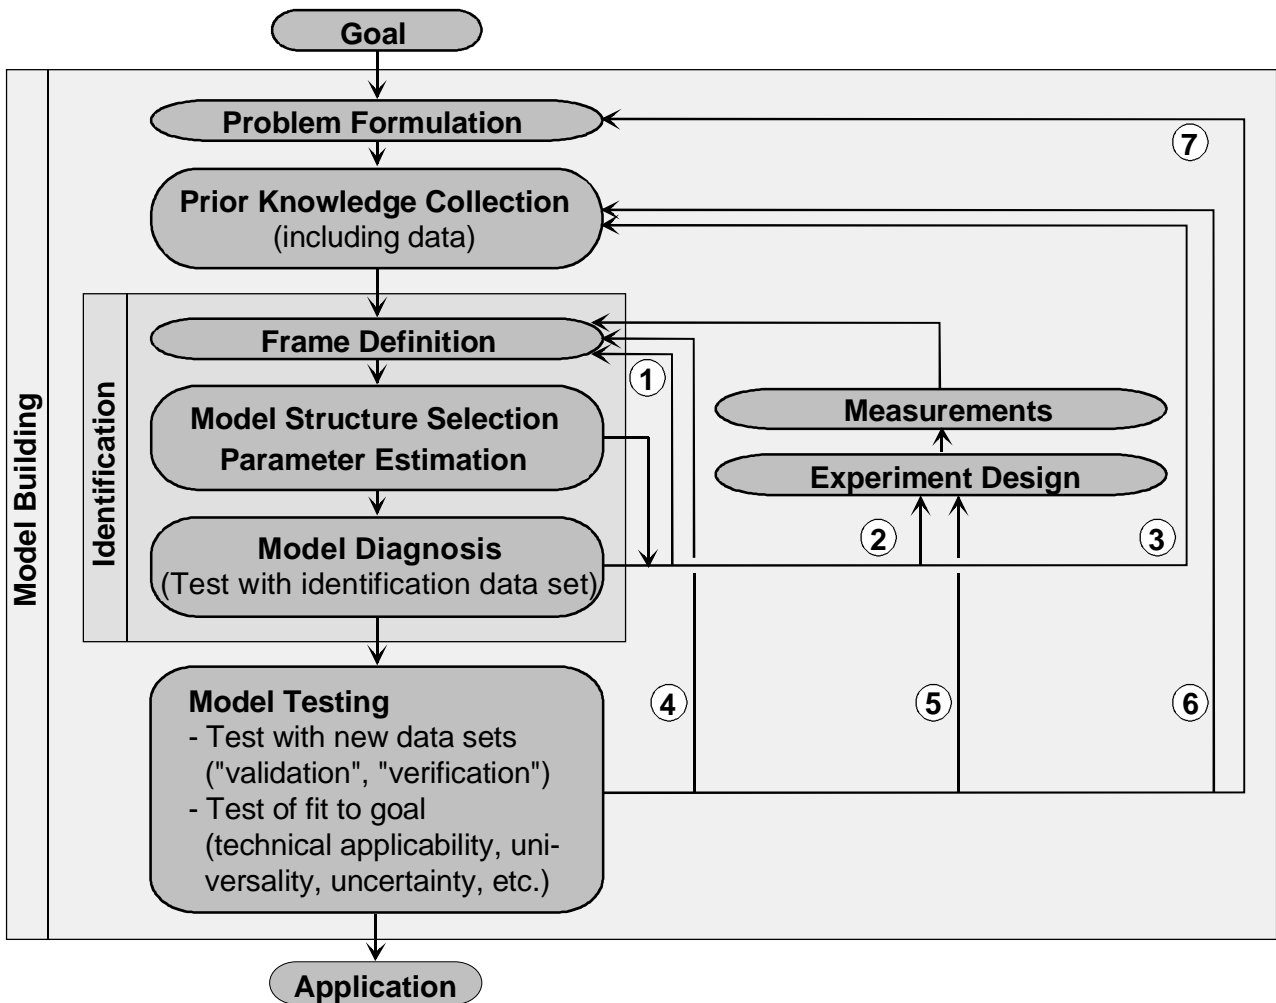 Goal
Problem Formulation
7
Prior Knowledge Collection
(including data)
Frame Definition
1
Model Structure Selection
Parameter Estimation
Measurements
Experiment Design
Model Diagnosis
(Test with identification data set)
2
3
Identification
Model Building
Model Testing
- Test with new data sets
("validation", "verification")
- Test of fit to goal
(technical applicability, uni-
versality, uncertainty, etc.)
4
5
6
Application